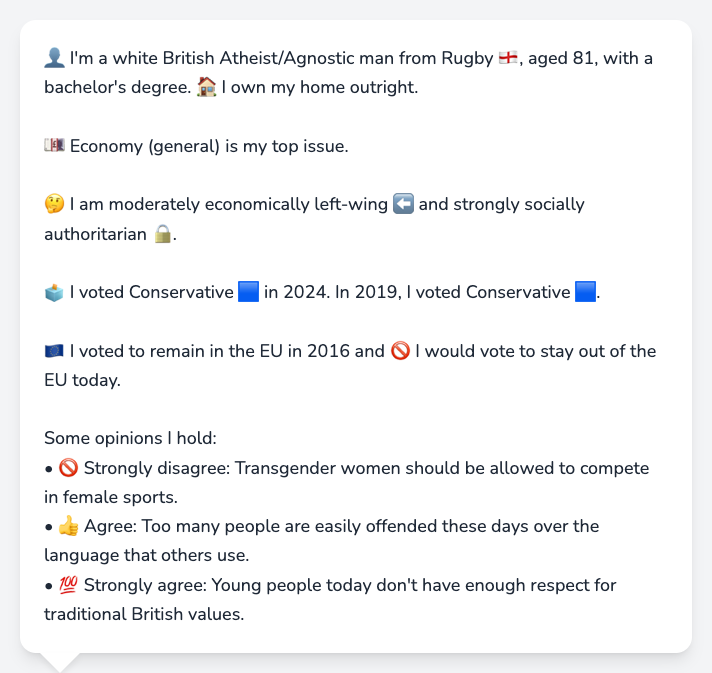 👤 I'm a white British Atheist/Agnostic man from Rugby 🏴󠁧󠁢󠁥󠁮󠁧󠁿, aged 81, with a
bachelor's degree. 🏠 I own my home outright.
💷 Economy (general) is my top issue.
🤔 I am moderately economically left-wing ⬅️ and strongly socially
authoritarian 🔒.
🗳️ I voted Conservative 🟦 in 2024. In 2019, I voted Conservative 🟦.
🇪🇺 I voted to remain in the EU in 2016 and 🚫 I would vote to stay out of the
EU today.
Some opinions I hold:
• 🚫 Strongly disagree: Transgender women should be allowed to compete
in female sports.
• 👍 Agree: Too many people are easily offended these days over the
language that others use.
• 💯 Strongly agree: Young people today don't have enough respect for
traditional British values.